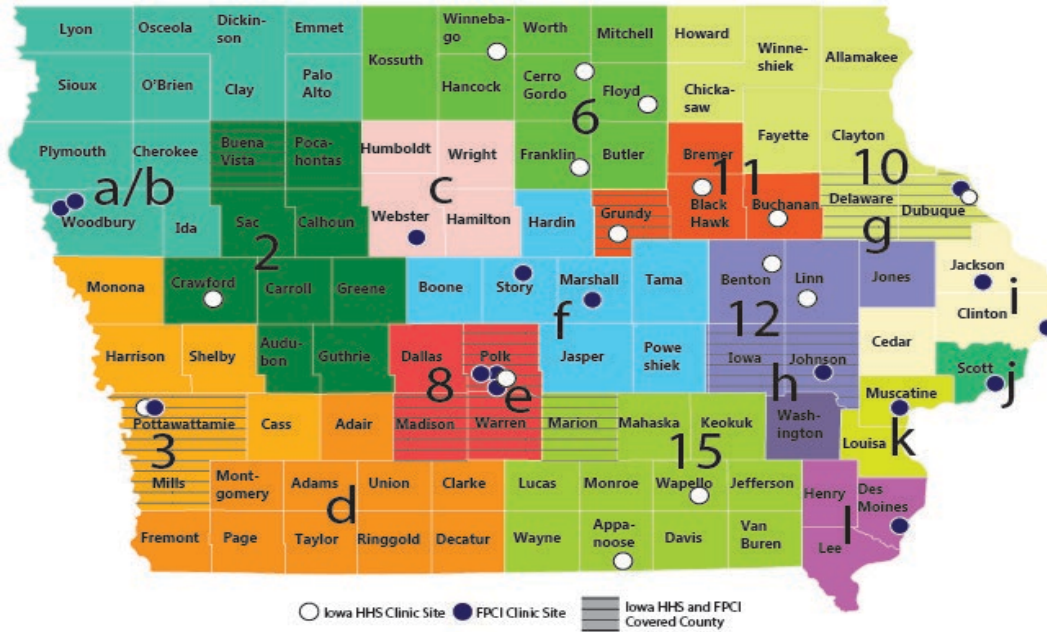 Lyon
Osceola
Dickin-
son
Emmet
Kossuth
Winneba-
go
Worth
Mitchell
Howard
Winne-
shiek
Allamakee
Sioux
O'Brien
Clay
Palo
Alto
Hancock
Cerro
Gordo
Floyd
Chicka-
saw
6
Plymouth
Cherokee
Buena
Vista
Poca-
hontas
Humboldt
Wright
Franklin
Butler
Bremer
Fayette
Clayton
a/b
c
11
10
Woodbury
Ida
Sac
Calhoun
Webster
Hamilton
Hardin
Grundy
Black
Hawk
Buchanan
Delaware
Dubuque
2
g
Monona
Crawford
Carroll
Greene
Boone
Story
Marshall
Tama
Benton
Linn
Jones
Jackson
Clinton
i
f
12
Harrison
Shelby
Audu-
bon
Guthrie
Dallas
Polk
Jasper
Powe
shiek
Iowa
Johnson
Cedar
Scott
8
e
h
j
Pottawattamie
Cass
Adair
Madison
Warren
Marion
Mahaska
Keokuk
Wash-
ington
Muscatine
Louisa
3
15
k
Mills
Mont-
gomery
Adams
Union
Clarke
Lucas
Monroe
Wapello
Jefferson
Henry
Des
Moines
d
l
Fremont
Page
Taylor
Ringgold
Decatur
Wayne
Appa-
noose
Davis
Van
Buren
Lee
Iowa HHS Clinic Site
FPCI Clinic Site
Iowa HHS and FPCI
Covered County